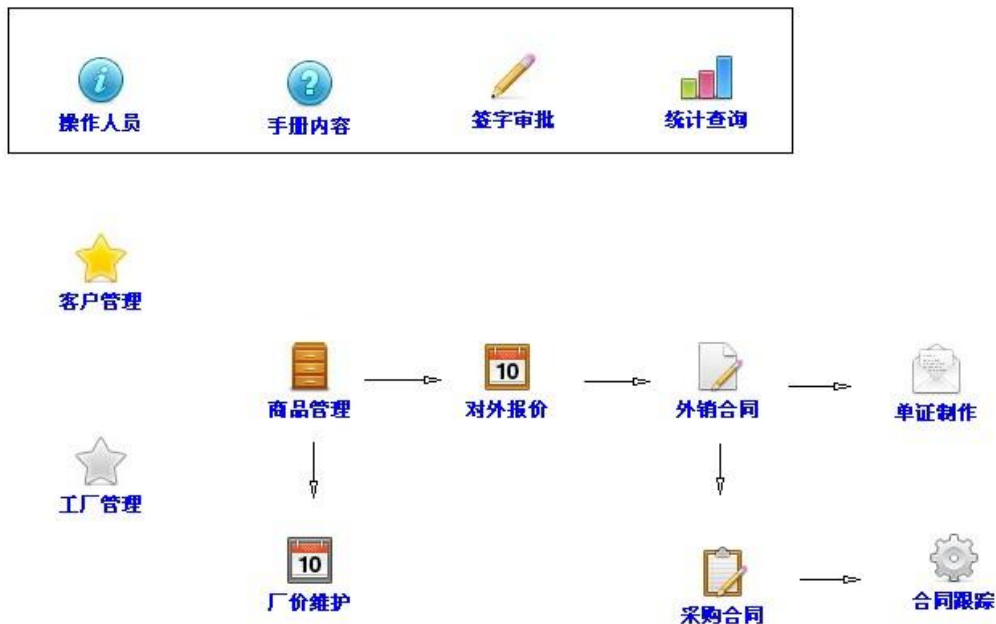 操作人员
手册内容
签字审批
统计查询
客户管理
10
商品管理
对外报价
外销合同
单证制作
工厂管理
10
厂价维护
采购合同
合同跟踪